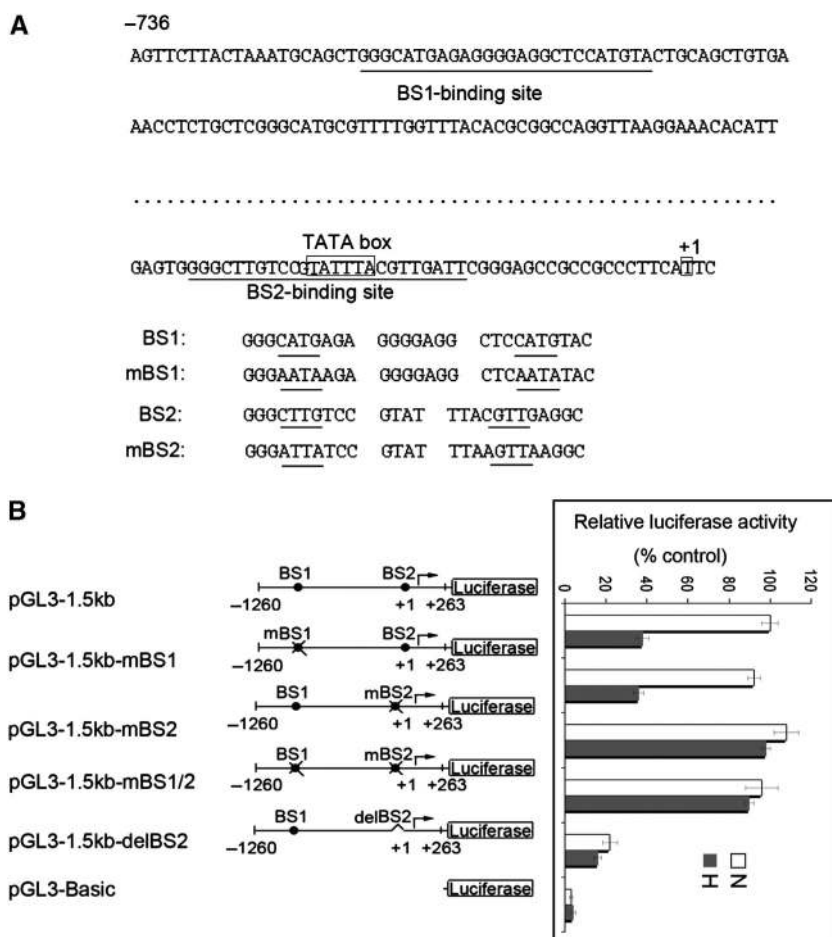 A
–736
AGTTCTTACTAAATGCAGCTGGGCATGAGAGGGGAGGCTCCATGTACTGCAGCTGTGA
BS1-binding site
AACCTCTGCTCGGGCATGCGTTTTGGTTTACACGCGGCCAGGTTAAGGAAACACATT
TATA box
+1
GAGTGGGGCTTGTCCGTATTTACGTTGATTCGGGAGCCGCCGCCCTTCATTC
BS2-binding site
BS1: GGGCATGAGA GGGGAGG CTCCATGTAC
mBS1: GGGAATAAGA GGGGAGG CTCAATATAC
BS2: GGGCTTGTCC GTAT TTACGTTGAGGC
mBS2: GGGATTATCC GTAT TTAAGTTAAGGC
B
Relative luciferase activity
(% control)
0 20 40 60 80 100 120
pGL3-1.5kb
BS1 BS2 Luciferase
–1260 +1 +263
pGL3-1.5kb-mBS1
mBS1 BS2 Luciferase
–1260 +1 +263
pGL3-1.5kb-mBS2
BS1 mBS2 Luciferase
–1260 +1 +263
pGL3-1.5kb-mBS1/2
BS1 mBS2 Luciferase
–1260 +1 +263
pGL3-1.5kb-delBS2
BS1 delBS2 Luciferase
–1260 +1 +263
pGL3-Basic
Luciferase
H N